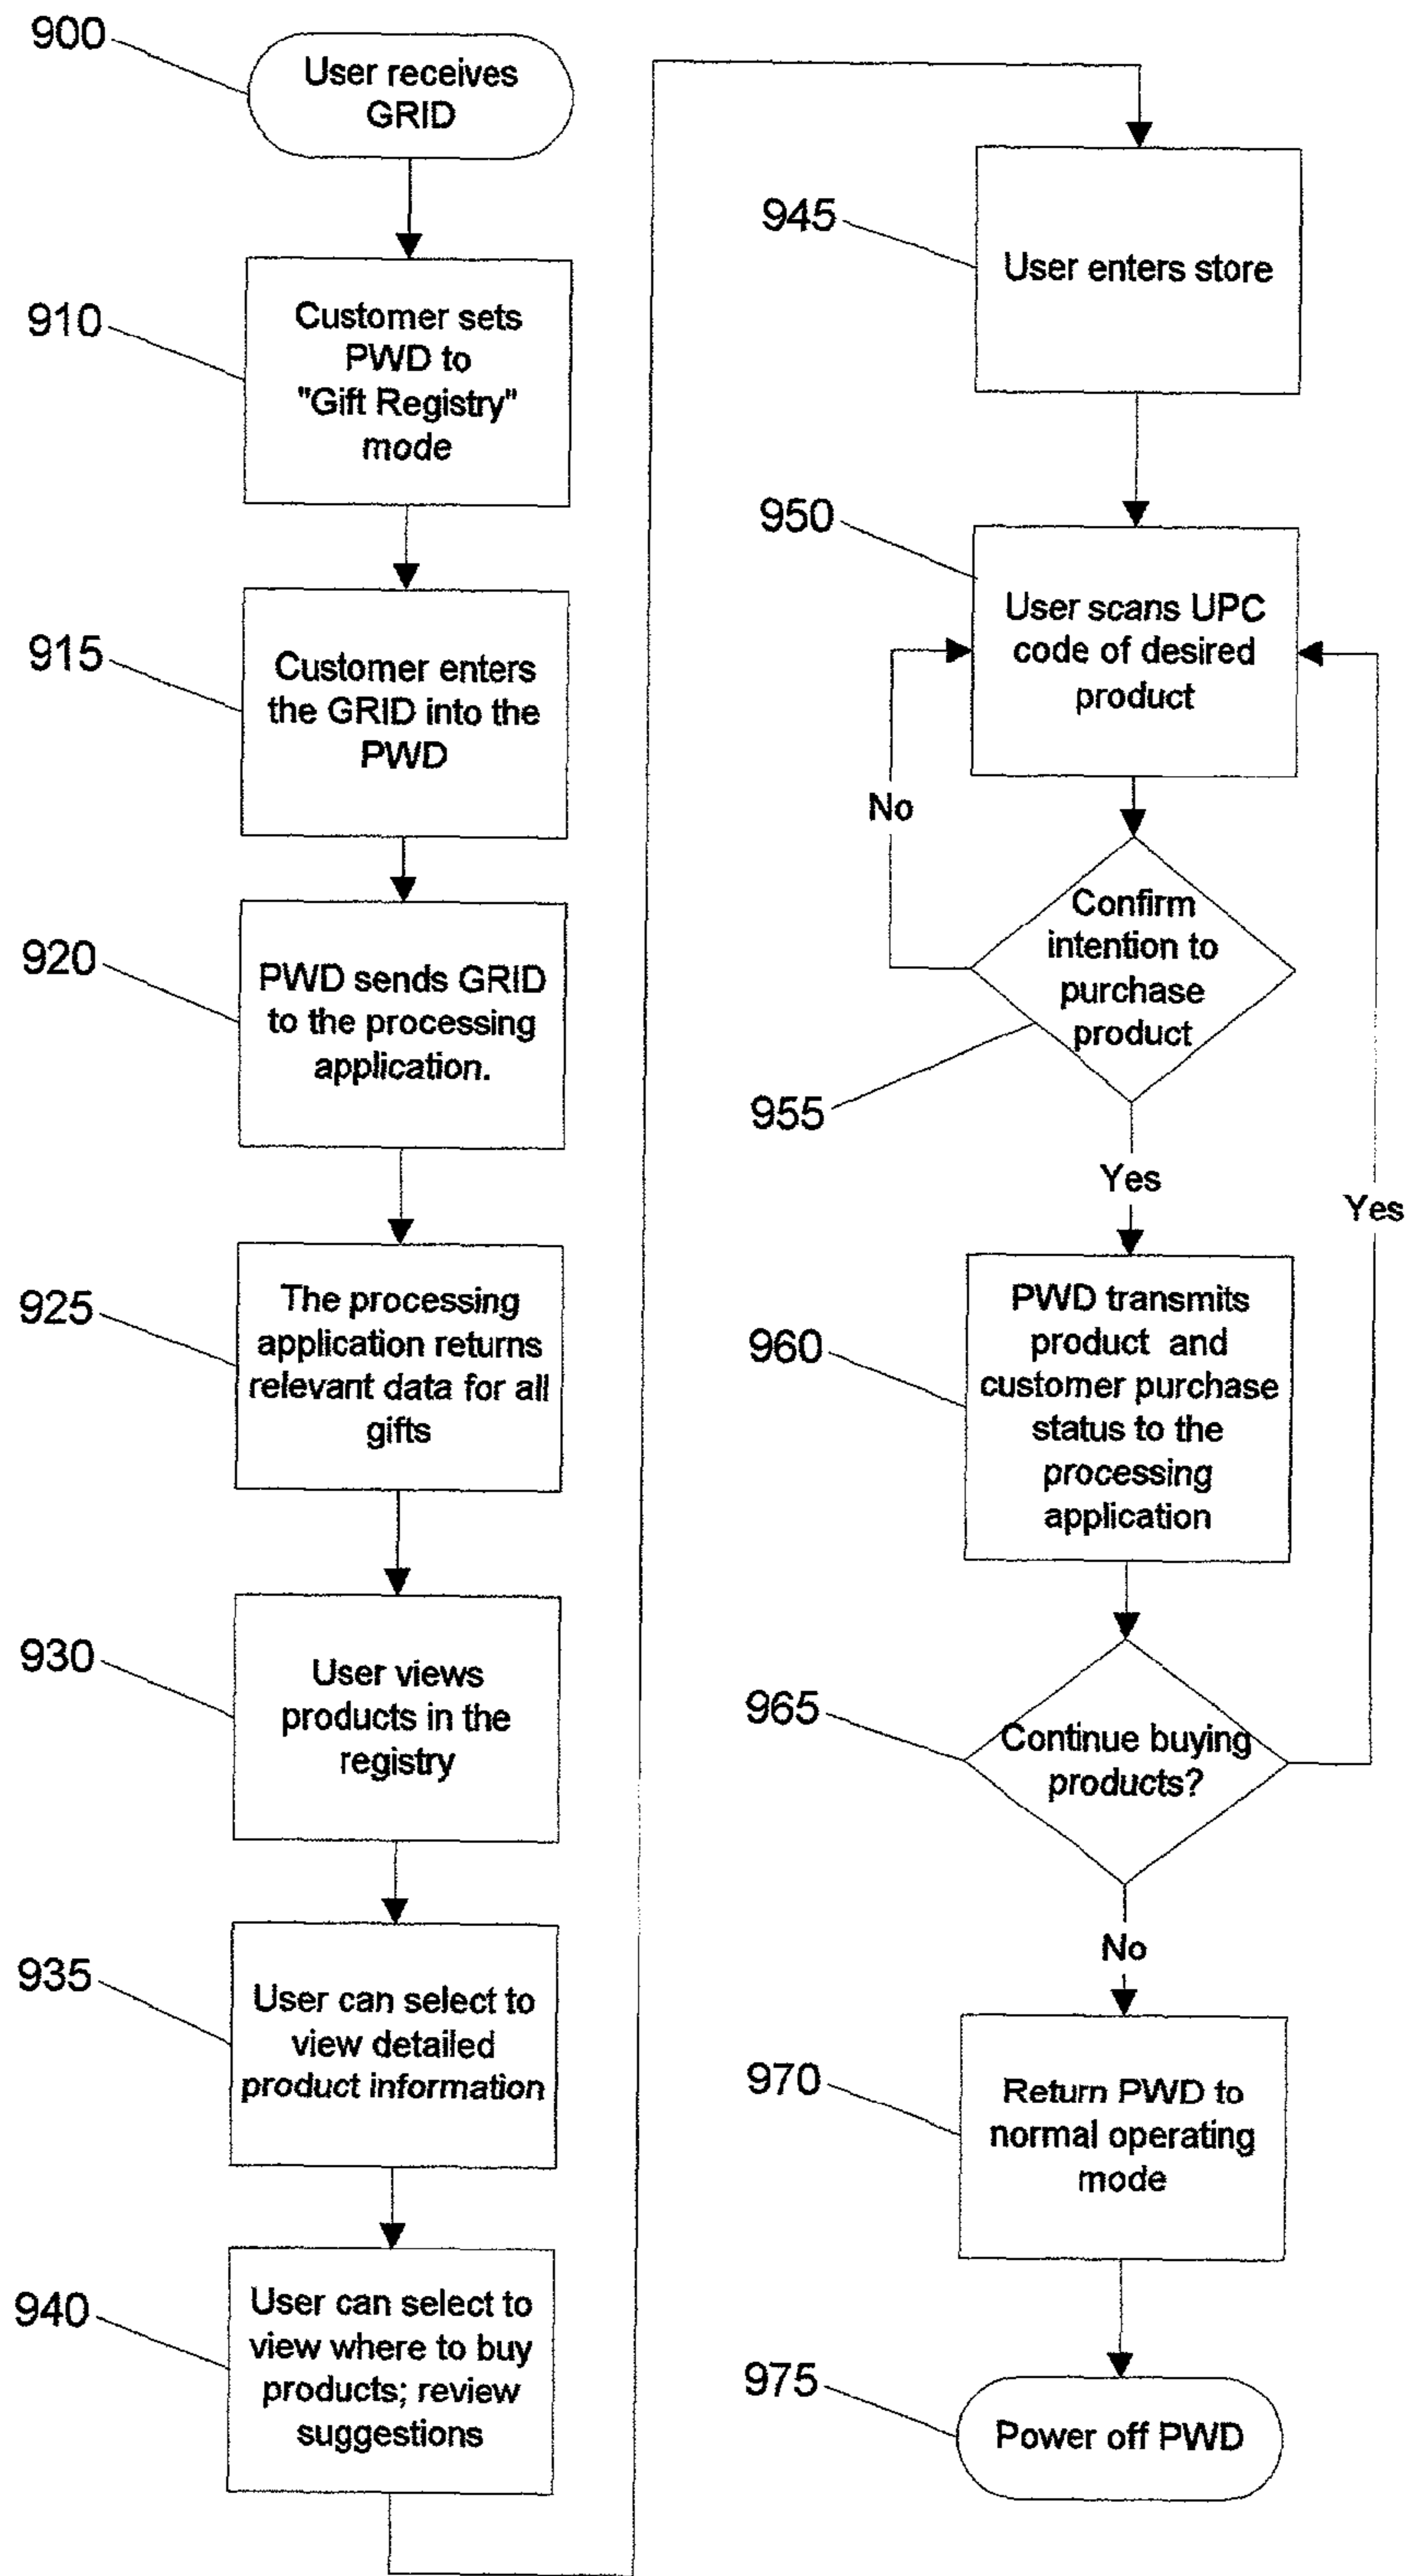 900
User receives
GRID
910
Customer sets
PWD to
"Gift Registry"
mode
915
Customer enters
the GRID into the
PWD
920
PWD sends GRID
to the processing
application.
925
The processing
application returns
relevant data for all
gifts
930
User views
products in the
registry
935
User can select to
view detailed
product information
940
User can select to
view where to buy
products; review
suggestions
945
User enters store
950
User scans UPC
code of desired
product
No
Confirm
intention to
purchase
product
955
Yes
Yes
960
PWD transmits
product and
customer purchase
status to the
processing
application
965
Continue buying
products?
No
970
Return PWD to
normal operating
mode
975
Power off PWD